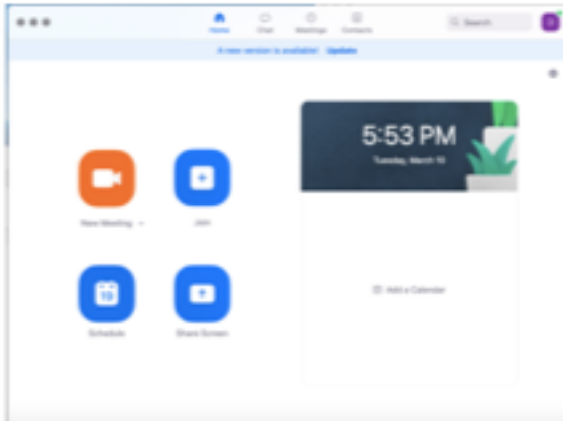 Home Chat Meetings Contacts Search
A new version is available! Update
5:53 PM
Tuesday, March 10
New Meeting
Join
19
Schedule
Share Screen
Add a Calendar